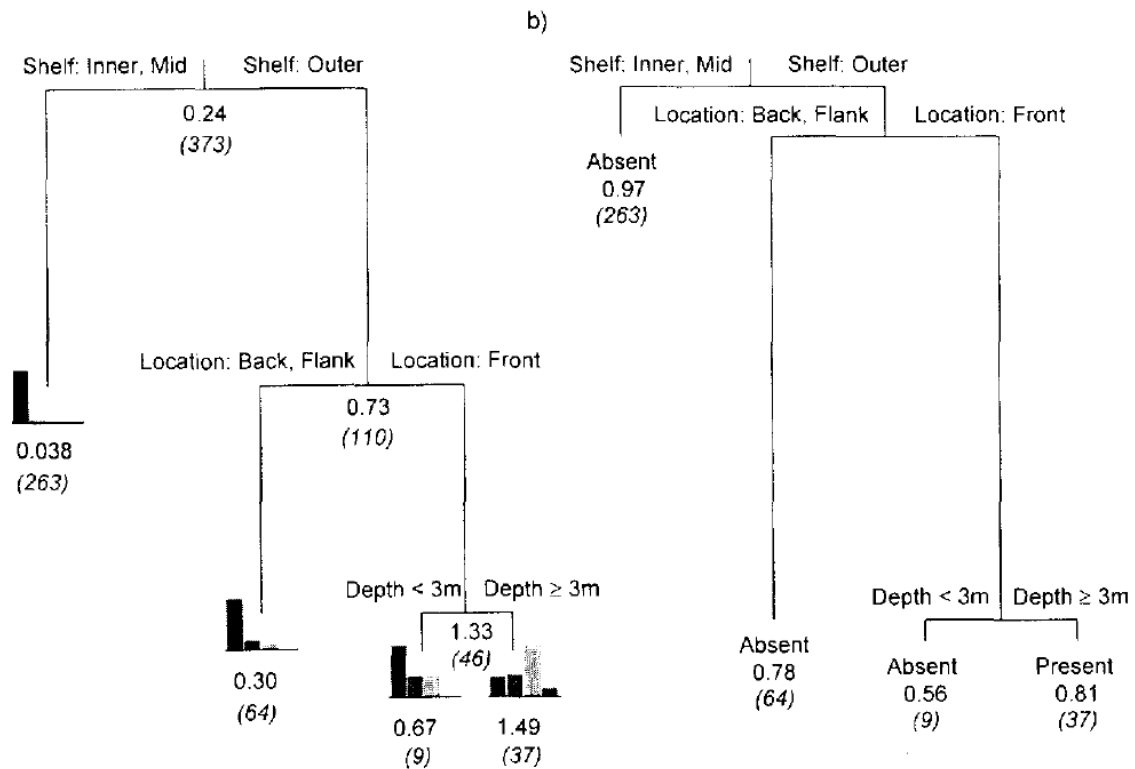 b)
Shelf: Inner, Mid Shelf: Outer
0.24
(373)
Location: Back, Flank Location: Front
0.038
(263)
0.73
(110)
Depth < 3m Depth ≥ 3m
1.33
(46)
0.30
(64)
0.67
(9)
1.49
(37)
Shelf: Inner, Mid Shelf: Outer
Location: Back, Flank Location: Front
Absent
0.97
(263)
Depth < 3m Depth ≥ 3m
Absent
0.78
(64)
Absent
0.56
(9)
Present
0.81
(37)